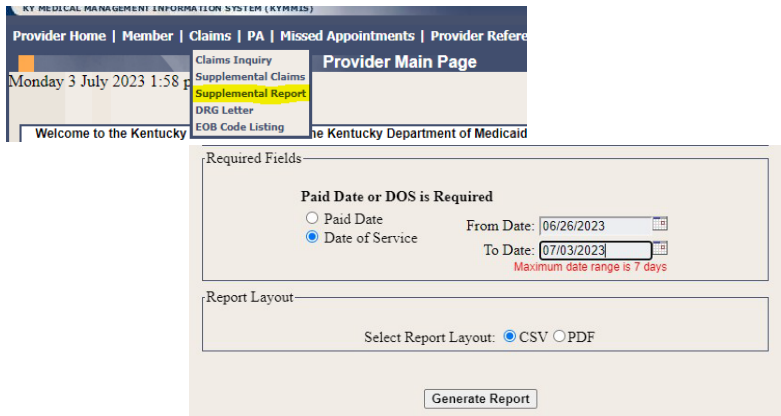 KY MEDICAL MANAGEMENT INFORMATION SYSTEM (KYMMIS)
Provider Home | Member | Claims | PA | Missed Appointments | Provider Refere
Provider Main Page
Monday 3 July 2023 1:58 p
Claims Inquiry
Supplemental Claims
Supplemental Report
DRG Letter
EOB Code Listing
Welcome to the Kentucky he Kentucky Department of Medicaid
Required Fields
Paid Date or DOS is Required
Paid Date
Date of Service
From Date: 06/26/2023
To Date: 07/03/2023
Maximum date range is 7 days
Report Layout
Select Report Layout: CSV PDF
Generate Report